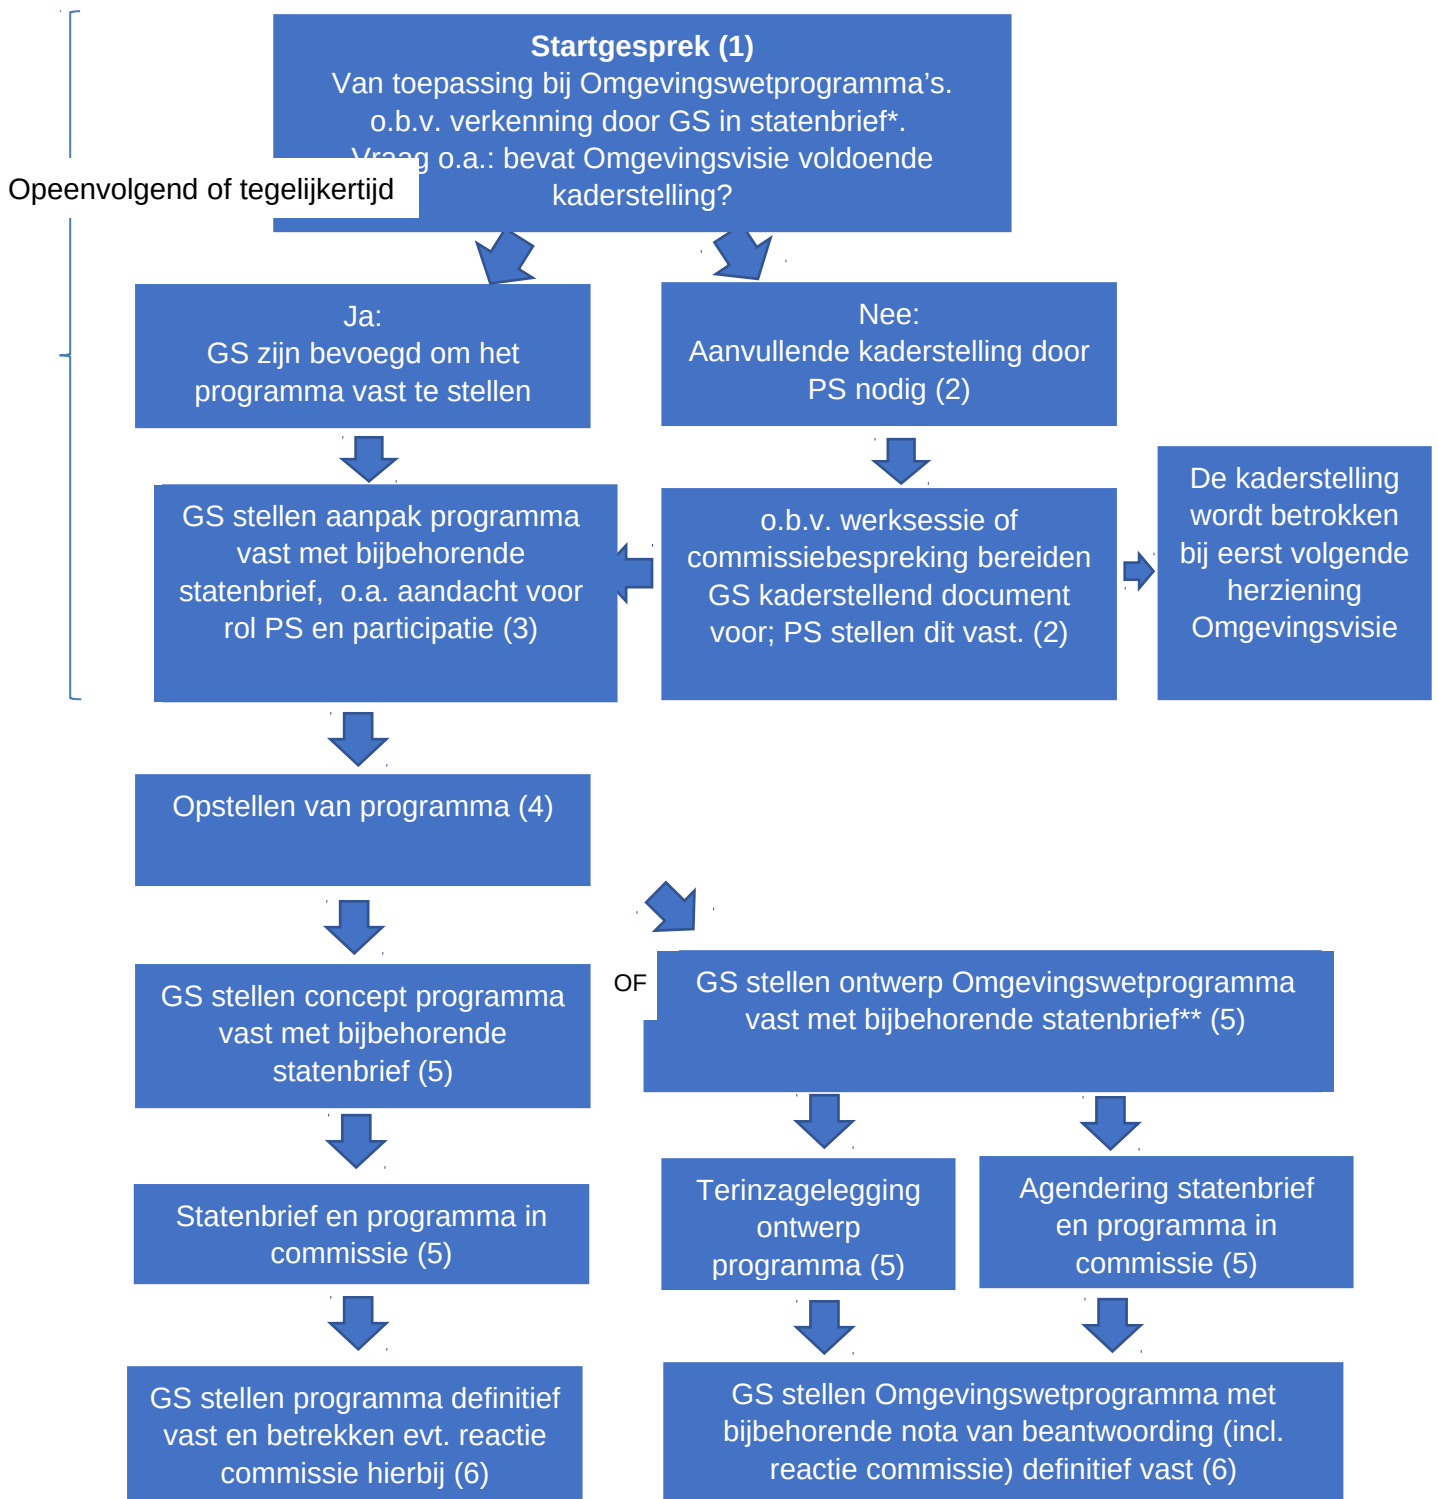 Startgesprek (1)
Van toepassing bij Omgevingswetprogramma’s.
o.b.v. verkenning door GS in statenbrief*.
Vraag o.a.: bevat Omgevingsvisie voldoende
kaderstelling?
Opeenvolgend of tegelijkertijd
Ja:
GS zijn bevoegd om het
programma vast te stellen
Nee:
Aanvullende kaderstelling door
PS nodig (2)
GS stellen aanpak programma
vast met bijbehorende
statenbrief, o.a. aandacht voor
rol PS en participatie (3)
o.b.v. werksessie of
commissiebespreking bereiden
GS kaderstellend document
voor; PS stellen dit vast. (2)
De kaderstelling
wordt betrokken
bij eerst volgende
herziening
Omgevingsvisie
Opstellen van programma (4)
GS stellen concept programma
vast met bijbehorende
statenbrief (5)
OF
GS stellen ontwerp Omgevingswetprogramma
vast met bijbehorende statenbrief** (5)
Statenbrief en programma in
commissie (5)
Terinzagelegging
ontwerp
programma (5)
Agendering statenbrief
en programma in
commissie (5)
GS stellen programma definitief
vast en betrekken evt. reactie
commissie hierbij (6)
GS stellen Omgevingswetprogramma met
bijbehorende nota van beantwoording (incl.
reactie commissie) definitief vast (6)